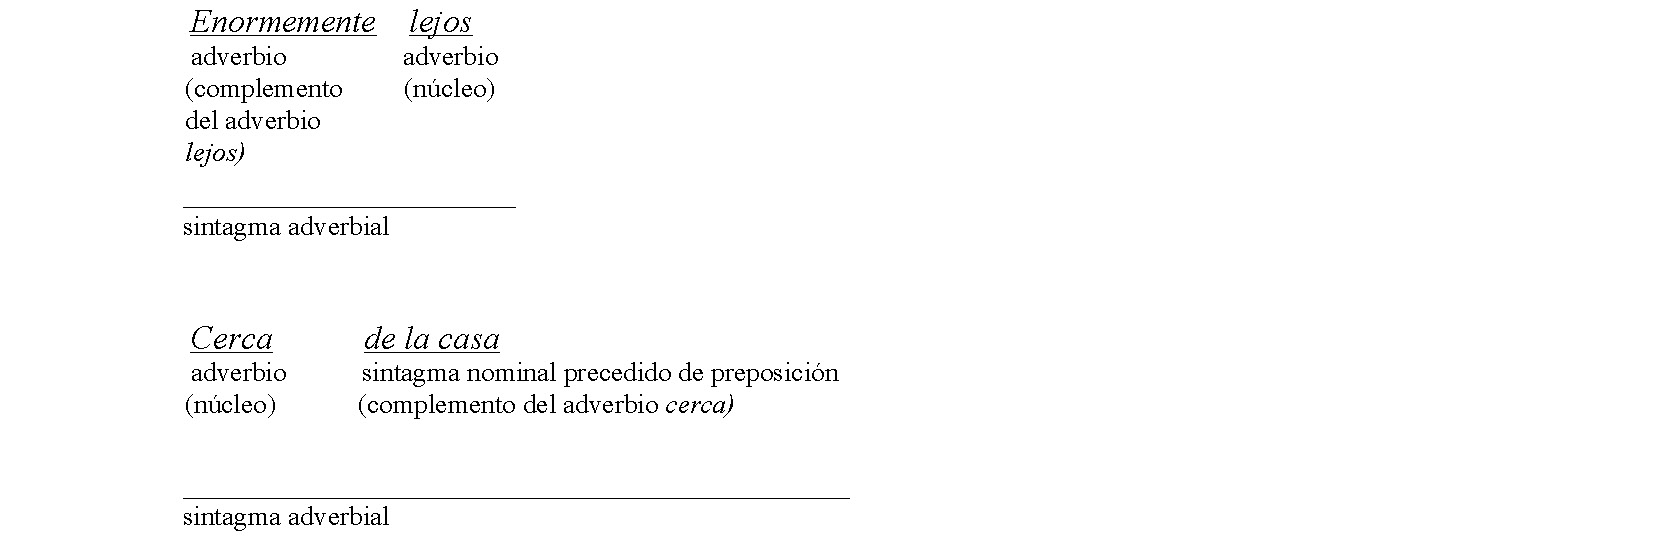 Enormemente lejos
adverbio adverbio
(complemento (núcleo)
del adverbio
lejos)
sintagma adverbial
Cerca de la casa
adverbio sintagma nominal precedido de preposición
(núcleo) (complemento del adverbio cerca)
sintagma adverbial